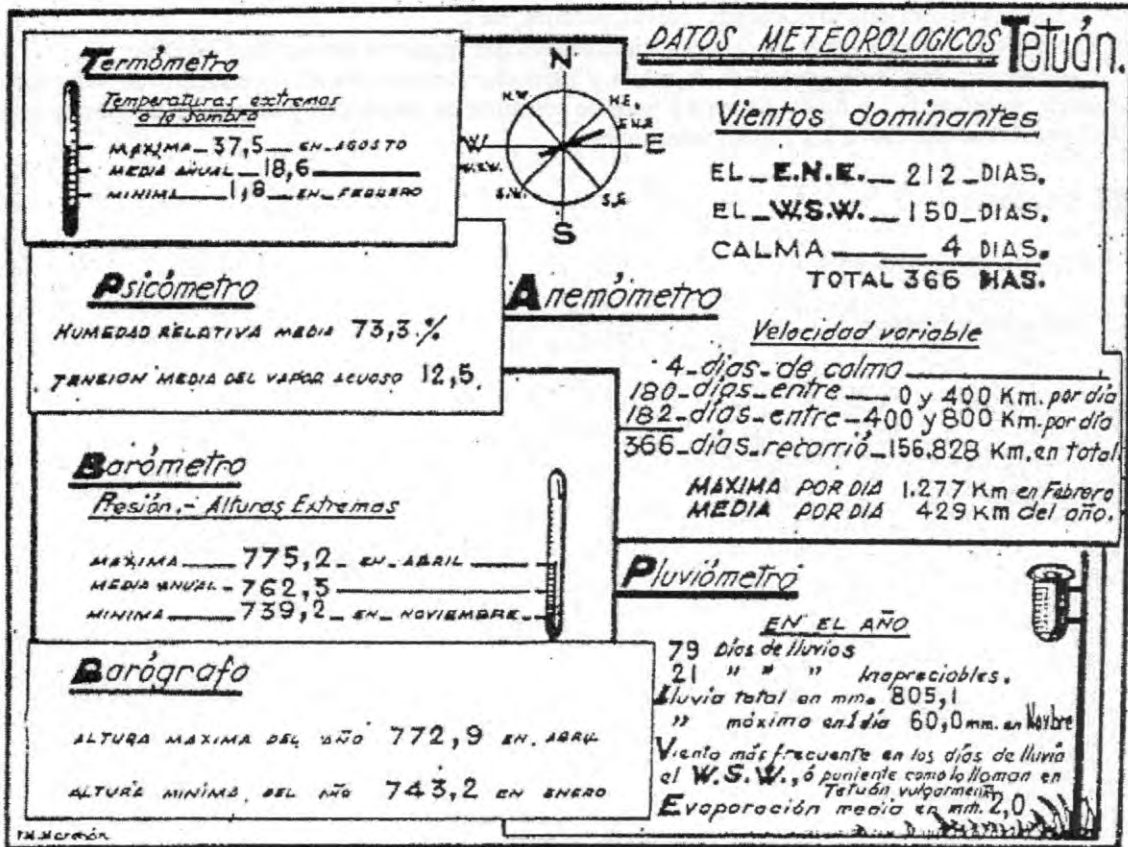 DATOS METEOROLOGICOS Tetuán.
Termómetro
Temperaturas extremas
a la Sombra
MAXIMA 37,5 EN AGOSTO
MEDIA ANUAL 18,6
MINIMA 1,8 EN FEBRERO
N
N.W.
N.E.
E.N.E.
W
E
W.S.W.
S.W.
S.E.
S
Vientos dominantes
EL E.N.E. 212 DIAS.
EL W.S.W. 150 DIAS.
CALMA 4 DIAS.
TOTAL 366 DIAS.
Psicómetro
HUMEDAD RELATIVA MEDIA 73,3 %
TENSION MEDIA DEL VAPOR ACUOSO 12,5
Anemómetro
Velocidad variable
4 días de calma
180 días entre 0 y 400 Km. por día
182 días entre 400 y 800 Km. por día
366 días recorrió 156.828 Km. en total
MAXIMA POR DIA 1.277 Km en Febrero
MEDIA POR DIA 429 Km del año.
Barómetro
Presión.- Alturas Extremas
MAXIMA 775,2 EN ABRIL
MEDIA ANUAL 762,3
MINIMA 739,2 EN NOVIEMBRE
Pluviómetro
EN EL AÑO
79 Días de lluvias
21 " " " Inapreciables.
Lluvia total en mm. 805,1
" máximo en 1 día 60,0 mm. en Novbre
Viento más frecuente en los días de lluvia
el W.S.W., ó puniente como lo llaman en
Tetuán vulgarmente
Evaporación media en mm. 2,0
Barógrafo
ALTURA MAXIMA DEL AÑO 772,9 EN ABRIL
ALTURA MINIMA DEL AÑO 743,2 EN ENERO